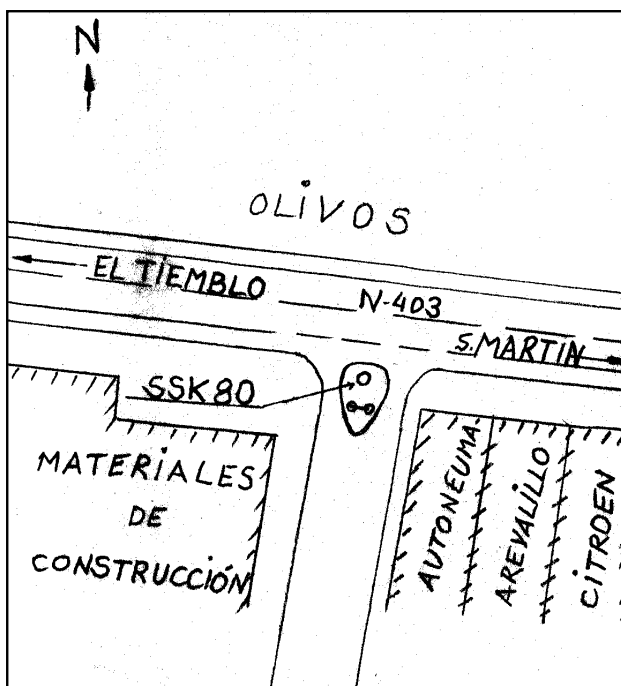 N
OLIVOS
EL TIEMBLO
N-403
S.MARTIN
SSK80
MATERIALES
DE
CONSTRUCCIÓN
AUTONEUMA.
AREVALILLO
CITROEN